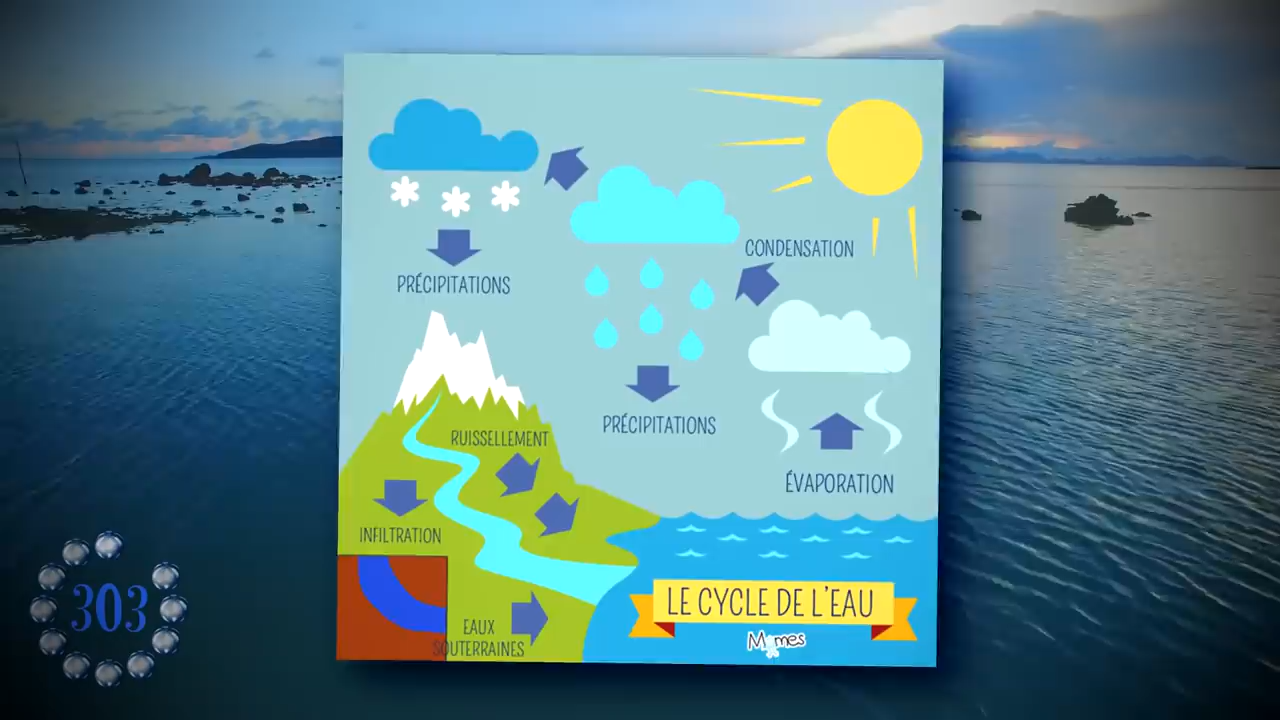 CONDENSATION
PRÉCIPITATIONS
PRÉCIPITATIONS
RUISSELLEMENT
ÉVAPORATION
INFILTRATION
303
LE CYCLE DE L'EAU
EAUX
SOUTERRAINES
Mômes